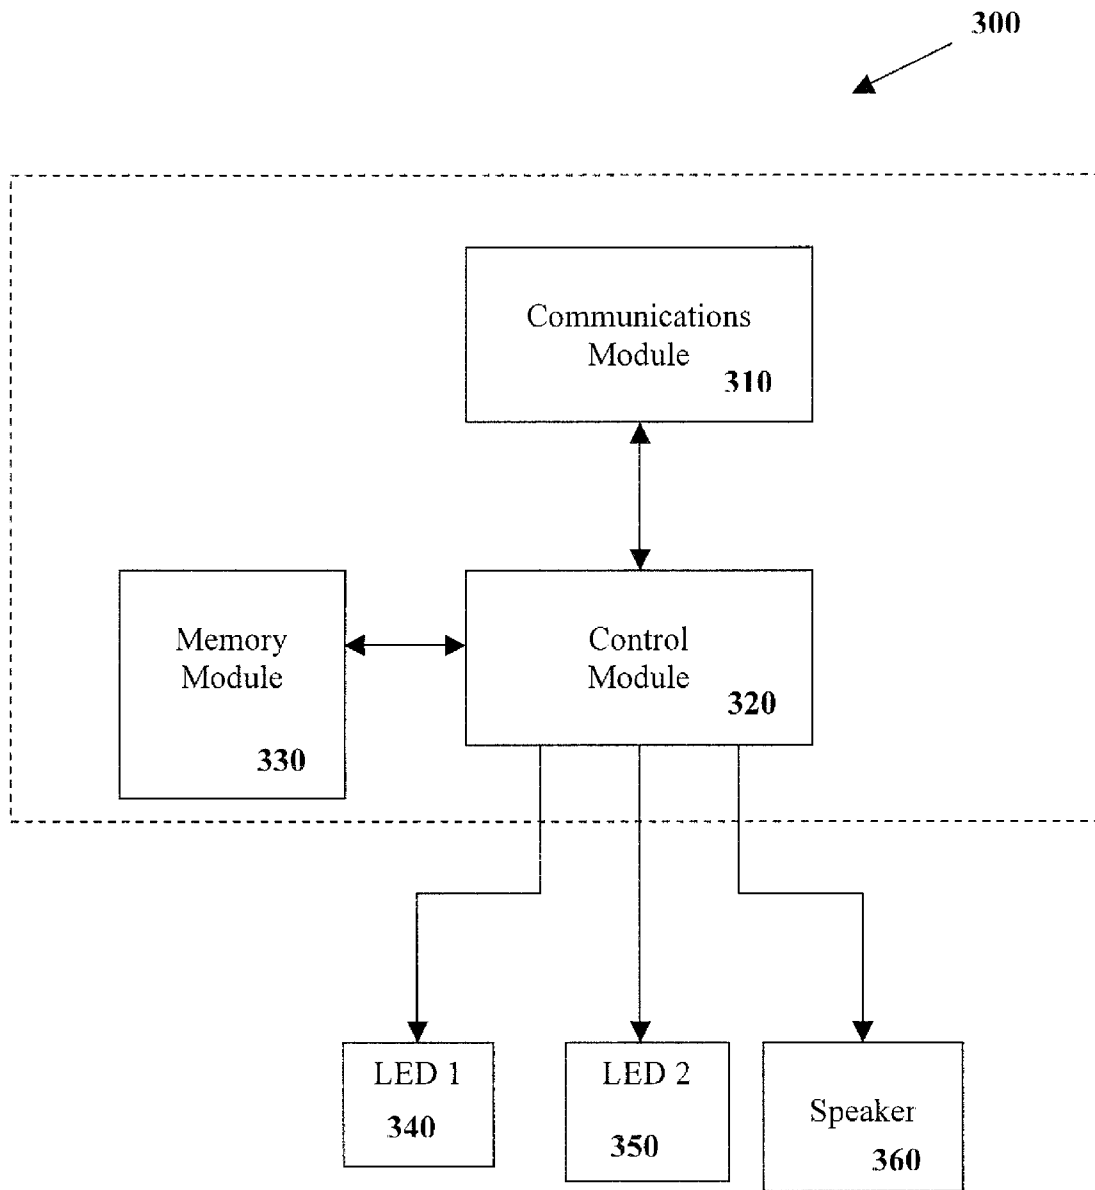 300
Communications
Module
310
Memory
Module
330
Control
Module
320
LED 1
340
LED 2
350
Speaker
360